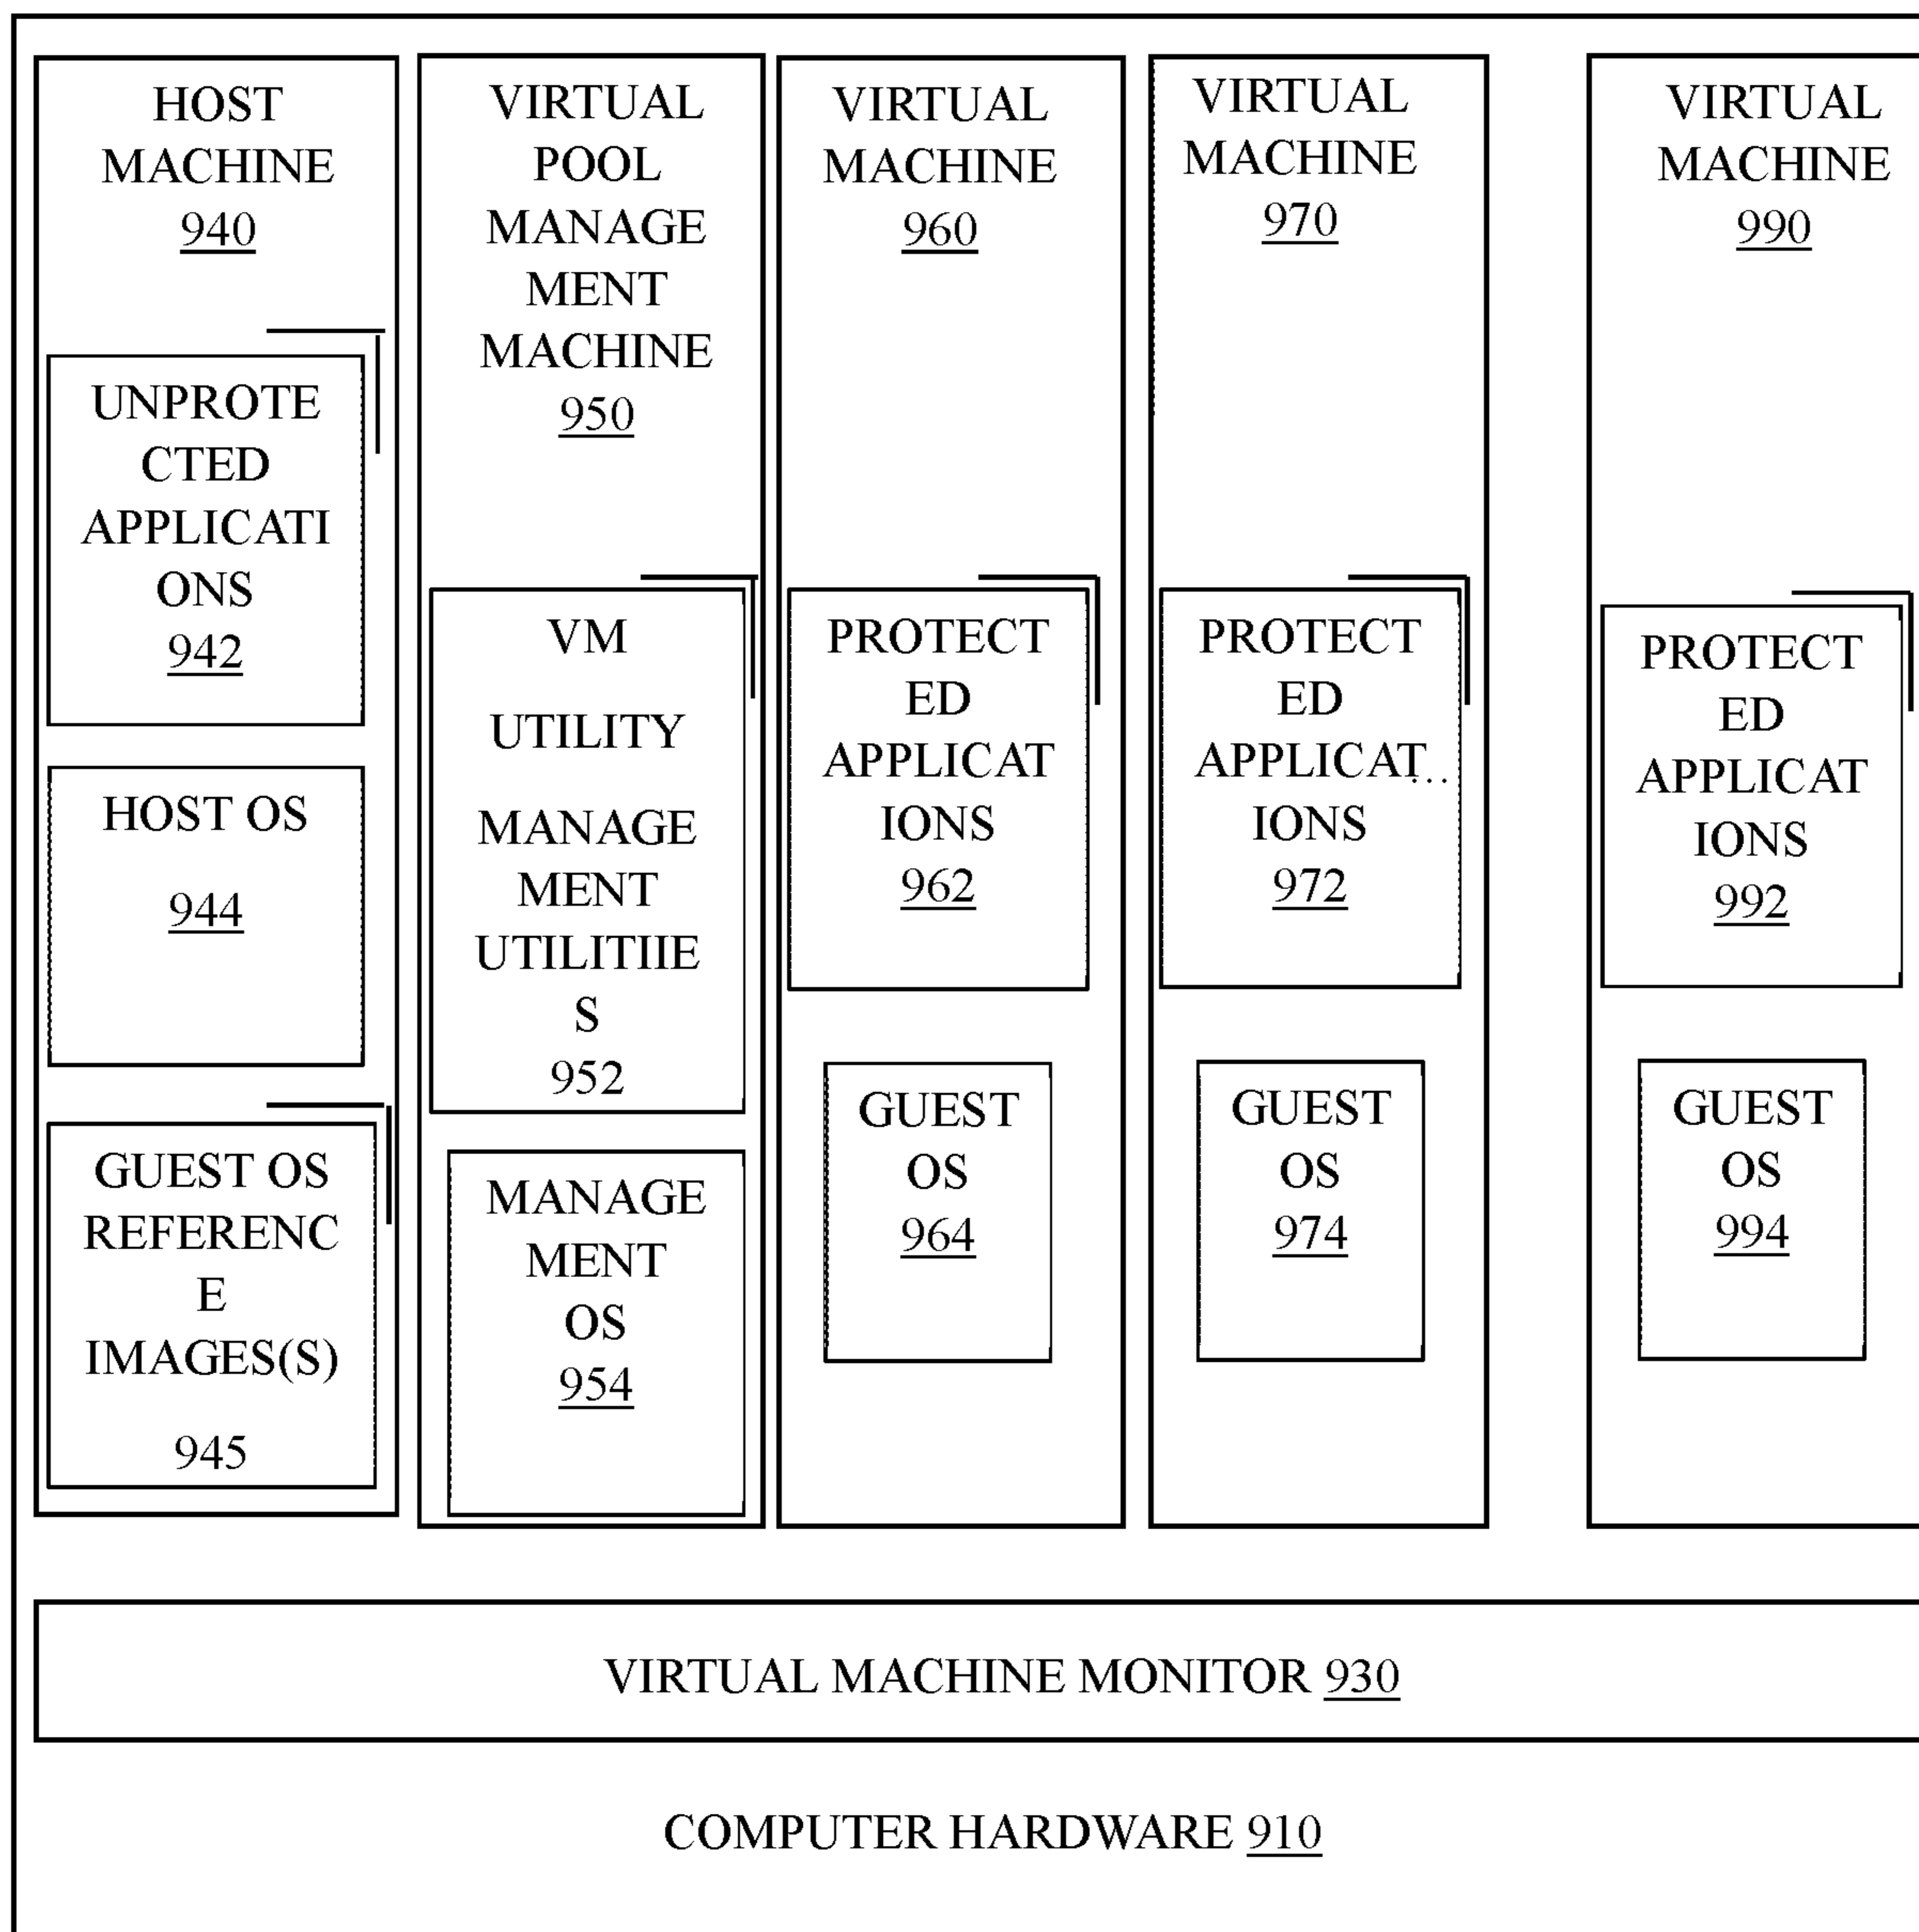 HOST
MACHINE
940
UNPROTE
CTED
APPLICATI
ONS
942
HOST OS
944
GUEST OS
REFERENC
E
IMAGES(S)
945
VIRTUAL
POOL
MANAGE
MENT
MACHINE
950
VM
UTILITY
MANAGE
MENT
UTILITIIE
S
952
MANAGE
MENT
OS
954
VIRTUAL
MACHINE
960
PROTECT
ED
APPLICAT
IONS
962
GUEST
OS
964
VIRTUAL
MACHINE
970
PROTECT
ED
APPLICAT...
IONS
972
GUEST
OS
974
VIRTUAL
MACHINE
990
PROTECT
ED
APPLICAT
IONS
992
GUEST
OS
994
VIRTUAL MACHINE MONITOR 930
COMPUTER HARDWARE 910